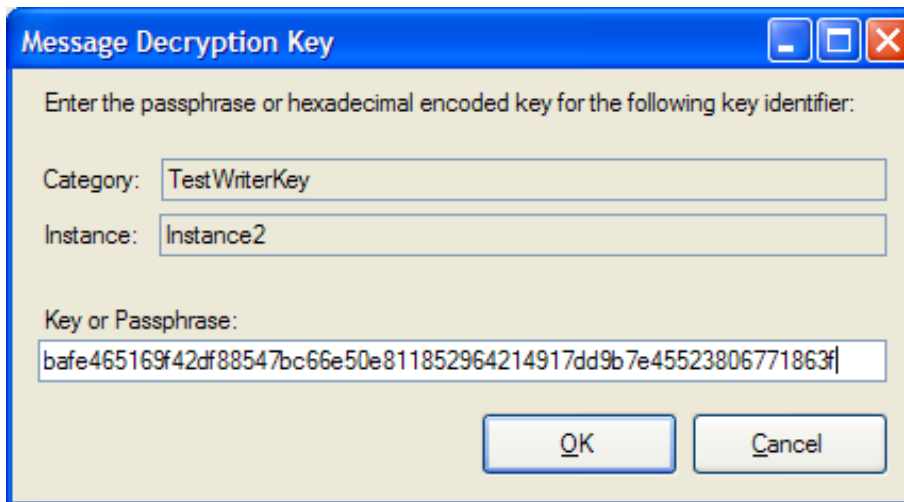 Message Decryption Key
Enter the passphrase or hexadecimal encoded key for the following key identifier:
Category: TestWriterKey
Instance: Instance2
Key or Passphrase:
bafe465169f42df88547bc66e50e811852964214917dd9b7e45523806771863f
OK Cancel